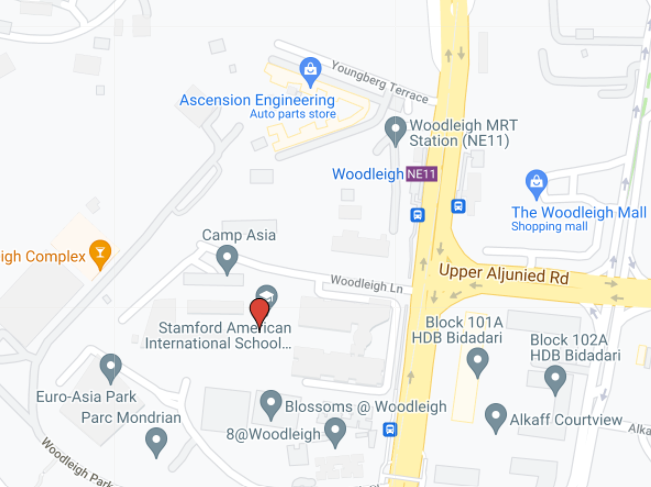 Youngberg Terrace
Ascension Engineering
Auto parts store
Woodleigh MRT
Station (NE11)
Woodleigh NE11
The Woodleigh Mall
Shopping mall
Camp Asia
igh Complex
Upper Aljunied Rd
Woodleigh Ln
Stamford American
International School...
Block 101A
HDB Bidadari
Block 102A
HDB Bidadari
Euro-Asia Park
Parc Mondrian
Blossoms @ Woodleigh
8@Woodleigh
Alkaff Courtview
Alka
Woodleigh Park